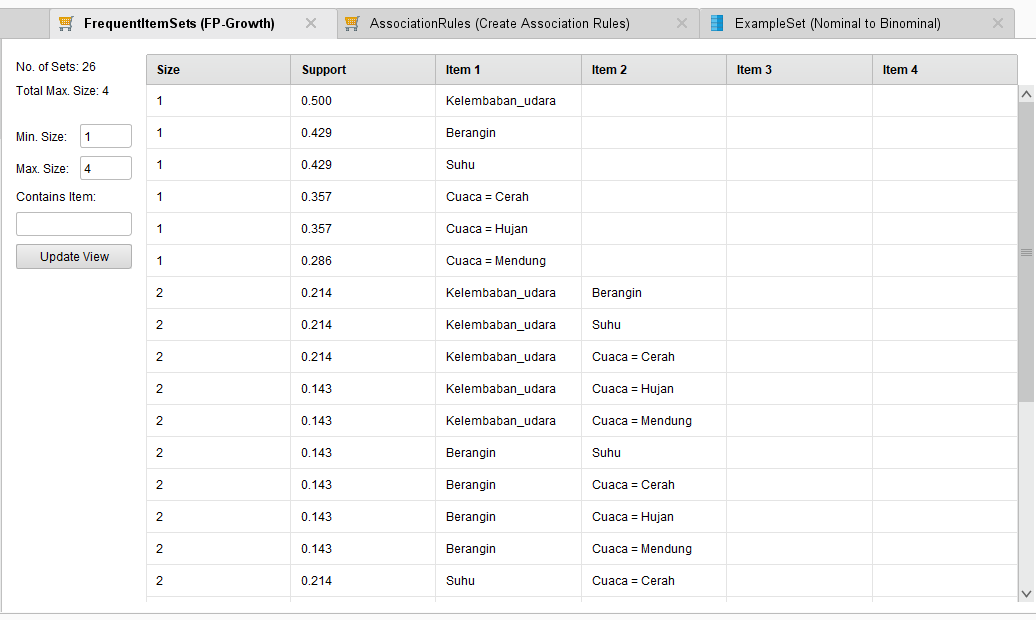 FrequentItemSets (FP-Growth) AssociationRules (Create Association Rules) ExampleSet (Nominal to Binominal)
No. of Sets: 26
Total Max. Size: 4
Min. Size: 1
Max. Size: 4
Contains Item:
Update View
Size Support Item 1 Item 2 Item 3 Item 4
1 0.500 Kelembaban_udara
1 0.429 Berangin
1 0.429 Suhu
1 0.357 Cuaca = Cerah
1 0.357 Cuaca = Hujan
1 0.286 Cuaca = Mendung
2 0.214 Kelembaban_udara Berangin
2 0.214 Kelembaban_udara Suhu
2 0.214 Kelembaban_udara Cuaca = Cerah
2 0.143 Kelembaban_udara Cuaca = Hujan
2 0.143 Kelembaban_udara Cuaca = Mendung
2 0.143 Berangin Suhu
2 0.143 Berangin Cuaca = Cerah
2 0.143 Berangin Cuaca = Hujan
2 0.143 Berangin Cuaca = Mendung
2 0.214 Suhu Cuaca = Cerah